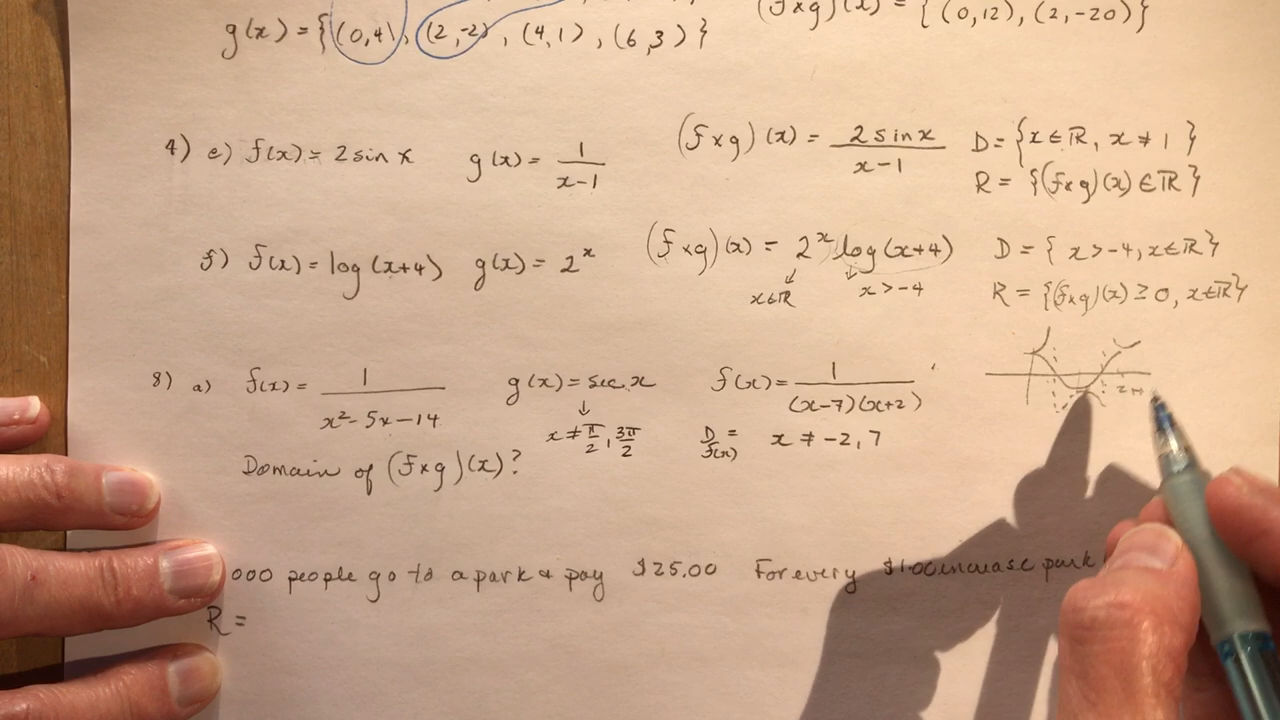 (f×g)(x) = {(0,12), (2,-20)}
g(x) = {(0,4), (2,-2), (4,1), (6,3)}
4) e) f(x) = 2 sin x g(x) = 1/(x-1) (f×g)(x) = 2 sin x/(x-1) D = {x ∈ ℝ, x ≠ 1}
R = {(f×g)(x) ∈ ℝ}
f) f(x) = log(x+4) g(x) = 2^x (f×g)(x) = 2^x log(x+4) D = { x > -4, x ∈ ℝ}
x ∈ ℝ x > -4 R = {(f×g)(x) ≥ 0, x ∈ ℝ}
8) a) f(x) = 1/(x² - 5x - 14) g(x) = sec x f(x) = 1/((x-7)(x+2))
x ≠ π/2, 3π/2 D f(x) = x ≠ -2, 7
2π
Domain of (f×g)(x)?
000 people go to a park & pay $25.00 For every $1.00 increase park
R =